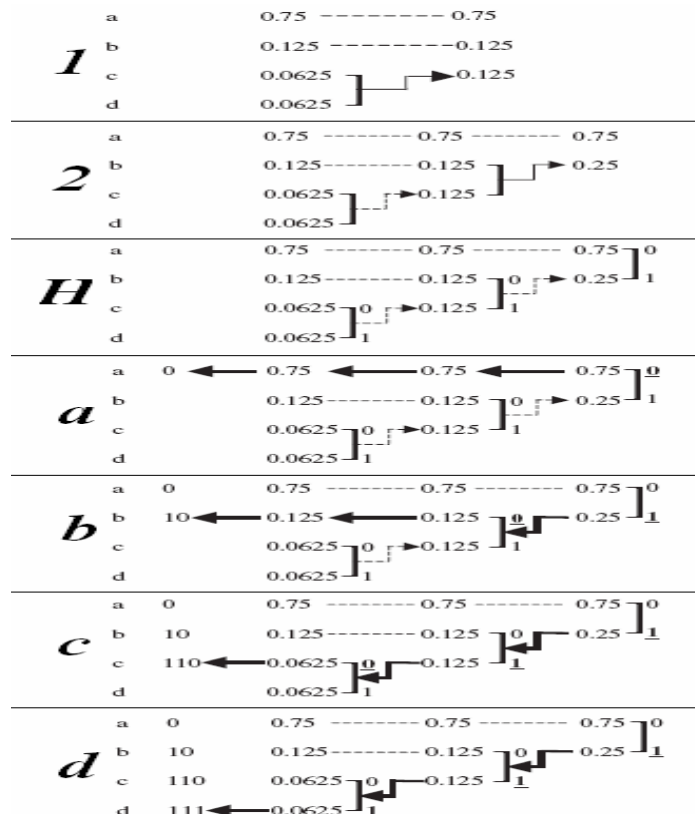 a 0.75 0.75
b 0.125 0.125
1
c 0.0625 0.125
d 0.0625
a 0.75 0.75 0.75
b 0.125 0.125 0.25
2
c 0.0625 0.125
d 0.0625
a 0.75 0.75 0.75 0
H
b 0.125 0.125 0 0.25 1
c 0.0625 0 0.125 1
d 0.0625 1
a 0 0.75 0.75 0.75 0
b 0.125 0.125 0 0.25 1
a
c 0.0625 0 0.125 1
d 0.0625 1
a 0 0.75 0.75 0.75 0
b 10 0.125 0.125 0 0.25 1
b
c 0.0625 0 0.125 1
d 0.0625 1
a 0 0.75 0.75 0.75 0
b 10 0.125 0.125 0 0.25 1
c
c 110 0.0625 0 0.125 1
d 0.0625 1
a 0 0.75 0.75 0.75 0
b 10 0.125 0.125 0 0.25 1
d
c 110 0.0625 0 0.125 1
d 111 0.0625 1